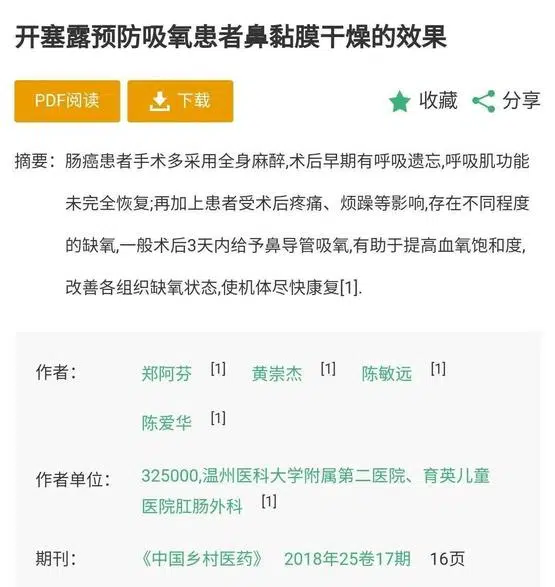 开塞露预防吸氧患者鼻黏膜干燥的效果
PDF阅读 下载 收藏 分享
摘要：肠癌患者手术多采用全身麻醉,术后早期有呼吸遗忘,呼吸肌功能
未完全恢复;再加上患者受术后疼痛、烦躁等影响,存在不同程度
的缺氧,一般术后3天内给予鼻导管吸氧,有助于提高血氧饱和度,
改善各组织缺氧状态,使机体尽快康复[1].
作者： 郑阿芬 [1] 黄崇杰 [1] 陈敏远 [1]
陈爱华 [1]
作者单位： 325000,温州医科大学附属第二医院、育英儿童
医院肛肠外科 [1]
期刊： 《中国乡村医药》 2018年25卷17期 16页